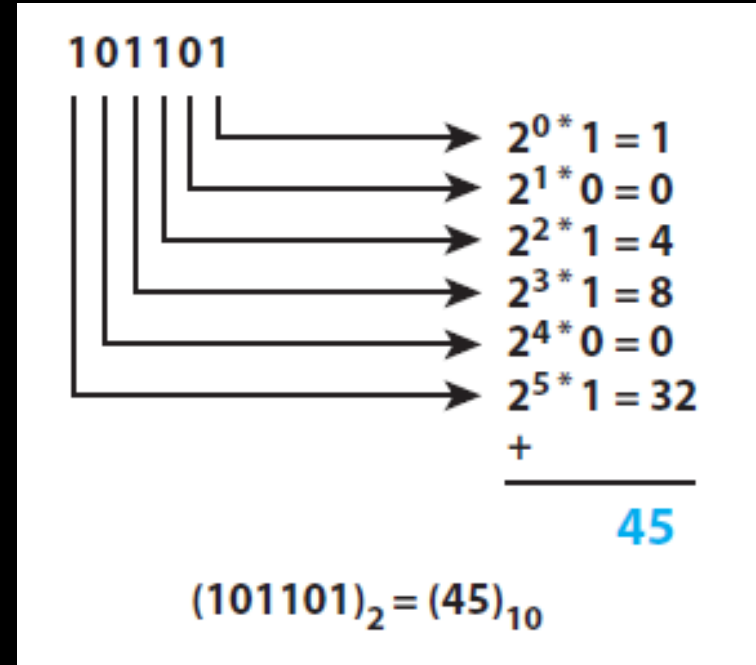 101101
2⁰*1 = 1
2¹*0 = 0
2²*1 = 4
2³*1 = 8
2⁴*0 = 0
2⁵*1 = 32
+
45
(101101)₂ = (45)₁₀